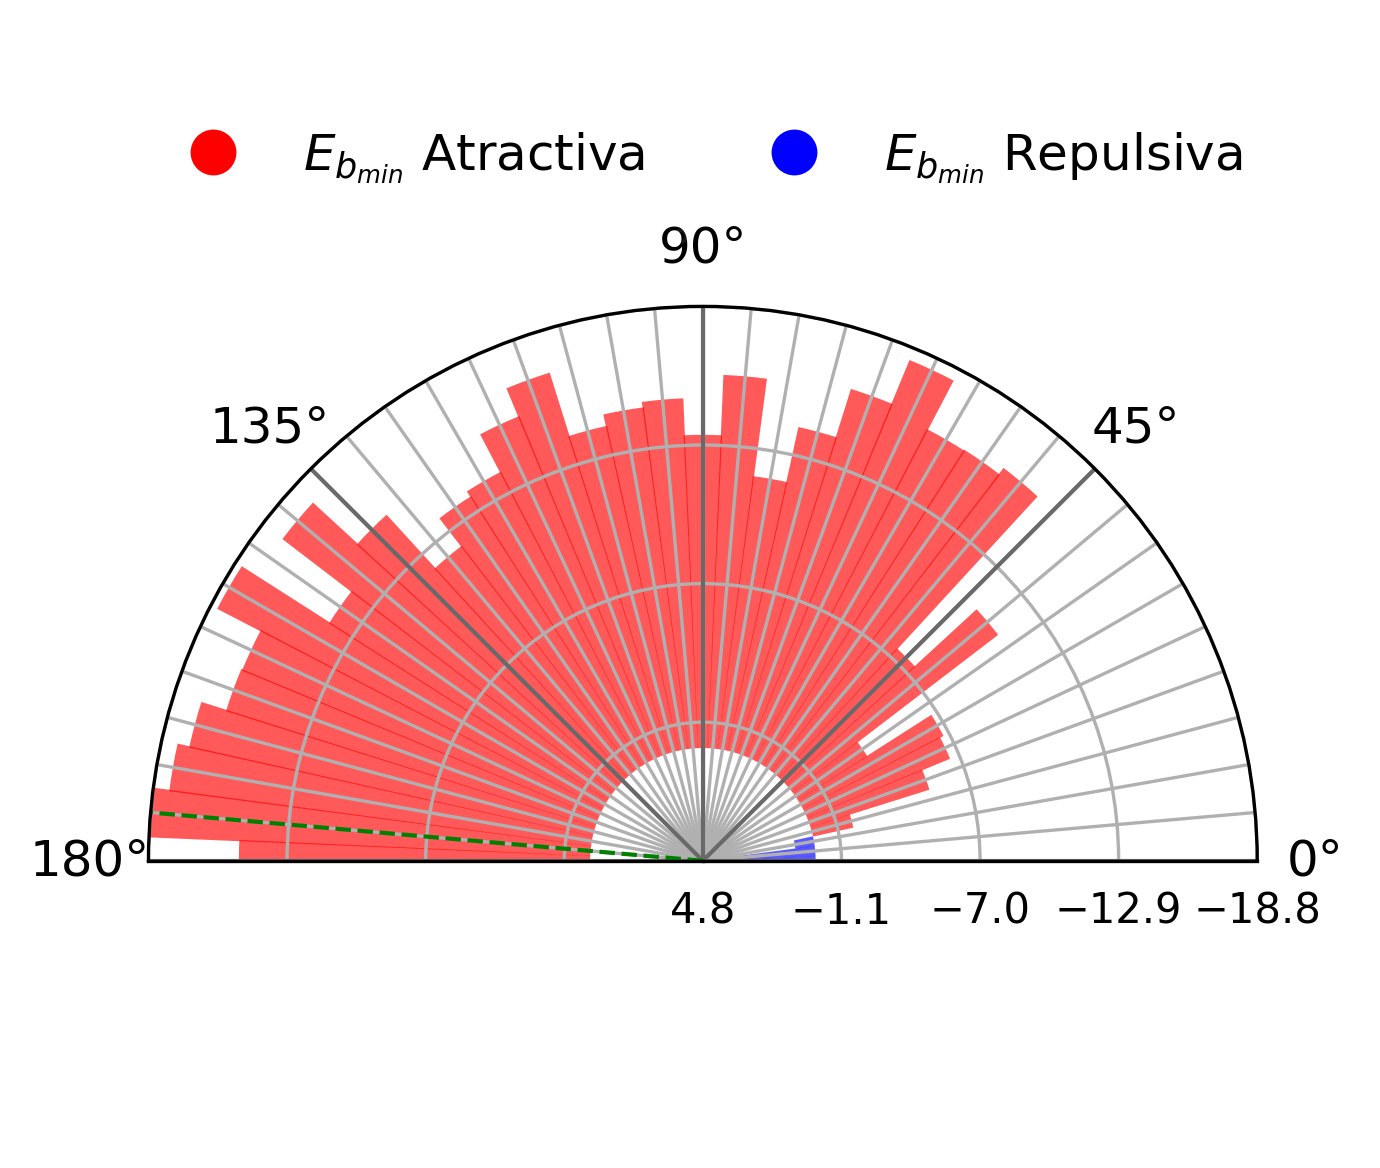 E_{b_{min}} Atractiva E_{b_{min}} Repulsiva
90°
135° 45°
180° 0°
4.8 −1.1 −7.0 −12.9 −18.8